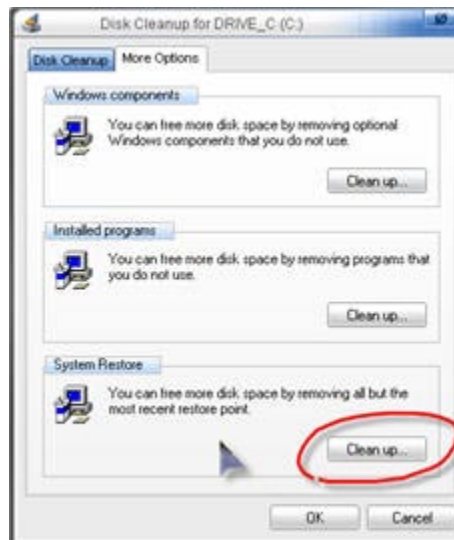 Disk Cleanup for DRIVE_C (C:)
Disk Cleanup More Options
Windows components
You can free more disk space by removing optional
Windows components that you do not use.
Clean up...
Installed programs
You can free more disk space by removing programs that
you do not use.
Clean up...
System Restore
You can free more disk space by removing all but the
most recent restore point.
Clean up...
OK Cancel